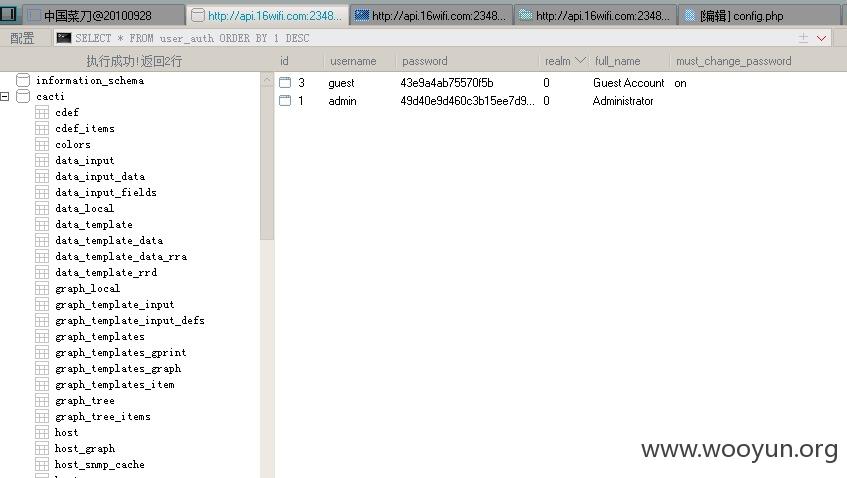 中国菜刀@20100928
http://api.16wifi.com:2348...
http://api.16wifi.com:2348...
http://api.16wifi.com:2348...
[编辑] config.php
配置
SELECT * FROM user_auth ORDER BY 1 DESC
执行成功!返回2行
id username password realm full_name must_change_password
3 guest 43e9a4ab75570f5b 0 Guest Account on
1 admin 49d40e9d460c3b15ee7d9... 0 Administrator
information_schema
cacti
cdef
cdef_items
colors
data_input
data_input_data
data_input_fields
data_local
data_template
data_template_data
data_template_data_rra
data_template_rrd
graph_local
graph_template_input
graph_template_input_defs
graph_templates
graph_templates_gprint
graph_templates_graph
graph_templates_item
graph_tree
graph_tree_items
host
host_graph
host_snmp_cache
www.wooyun.org